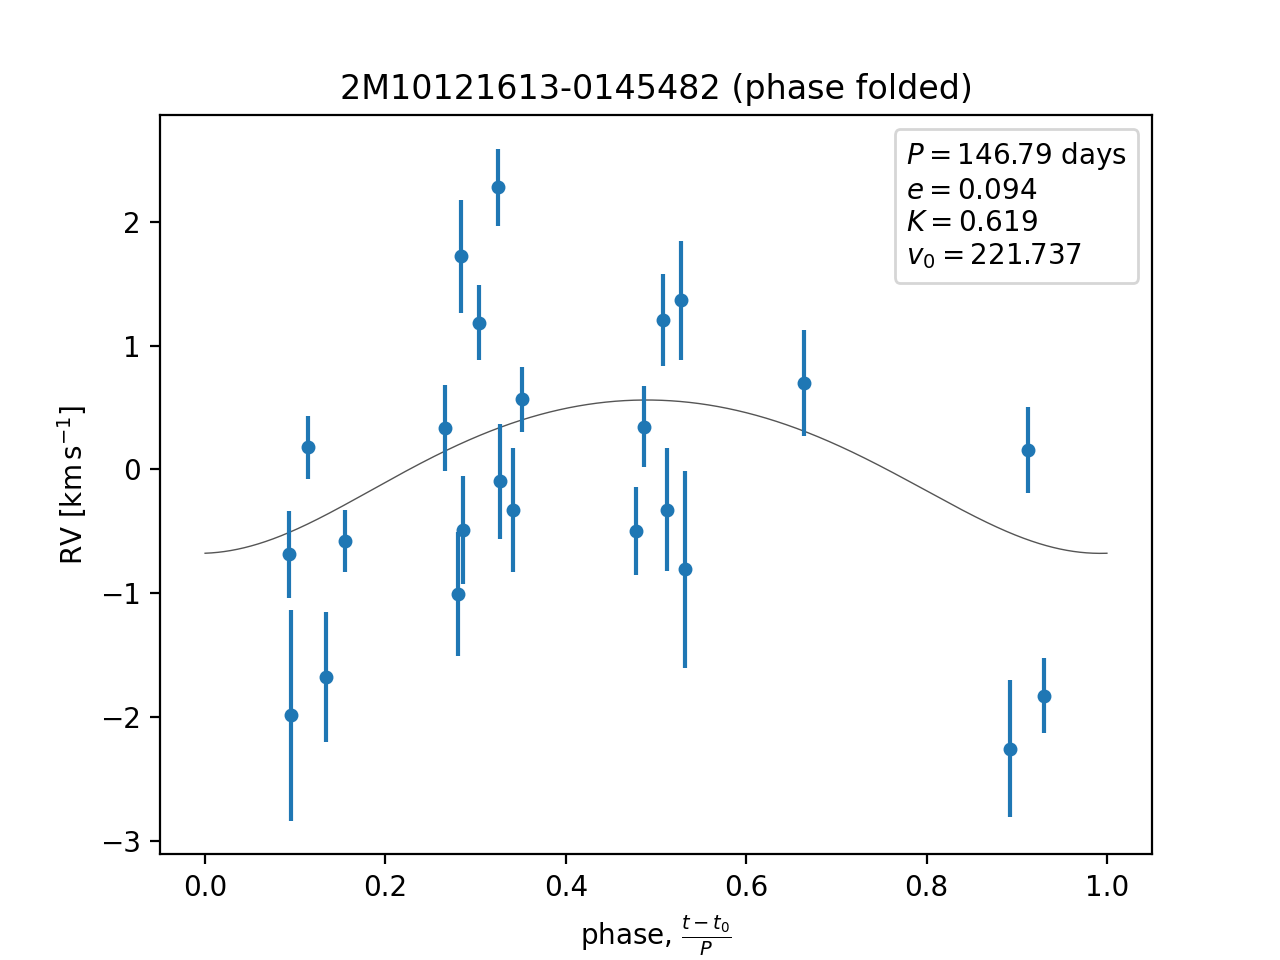 2M10121613-0145482 (phase folded)
P = 146.79 days
e = 0.094
K = 0.619
v₀ = 221.737
2
1
0
−1
−2
−3
RV [km s⁻¹]
0.0 0.2 0.4 0.6 0.8 1.0
phase, (t − t₀)/P